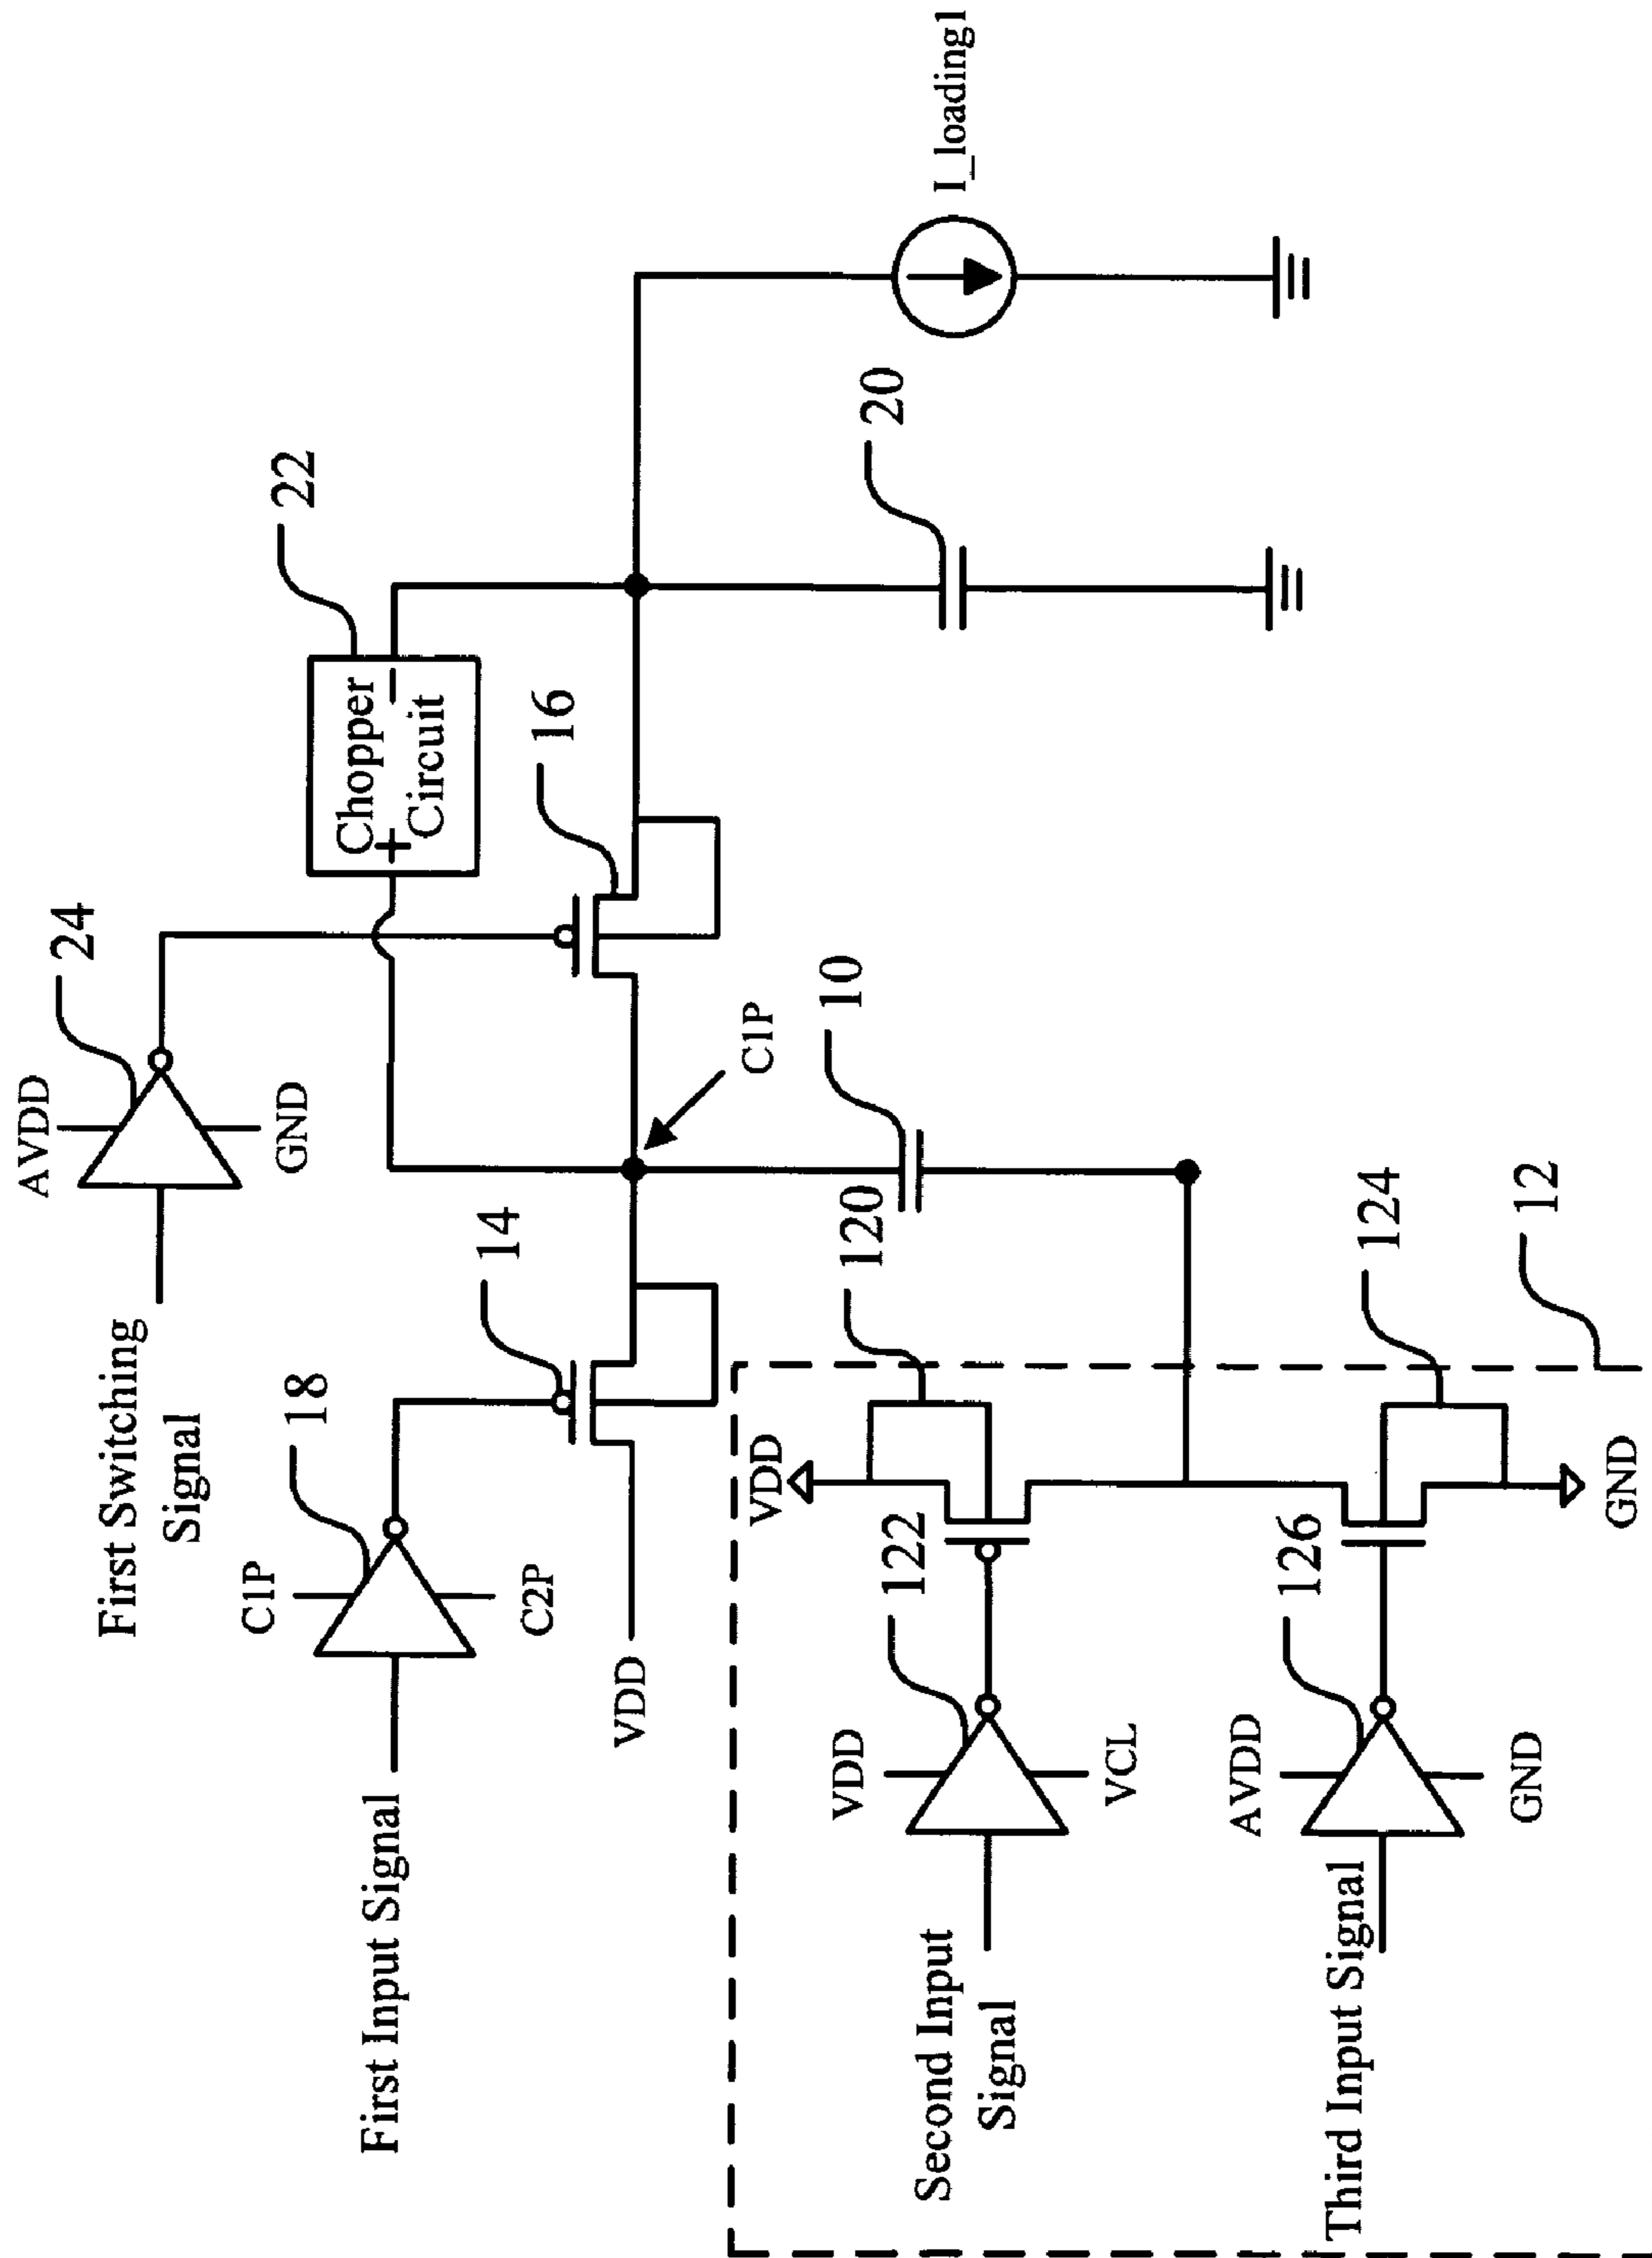 First Switching
Signal
AVDD
24
GND
22
Chopper
+ −
Circuit
First Input Signal
C1P
18
C2P
14
16
VDD
C1P
10
20
I_loading1
12
VDD
120
Second Input
Signal
VDD
122
VCL
Third Input Signal
AVDD
126
GND
124
GND